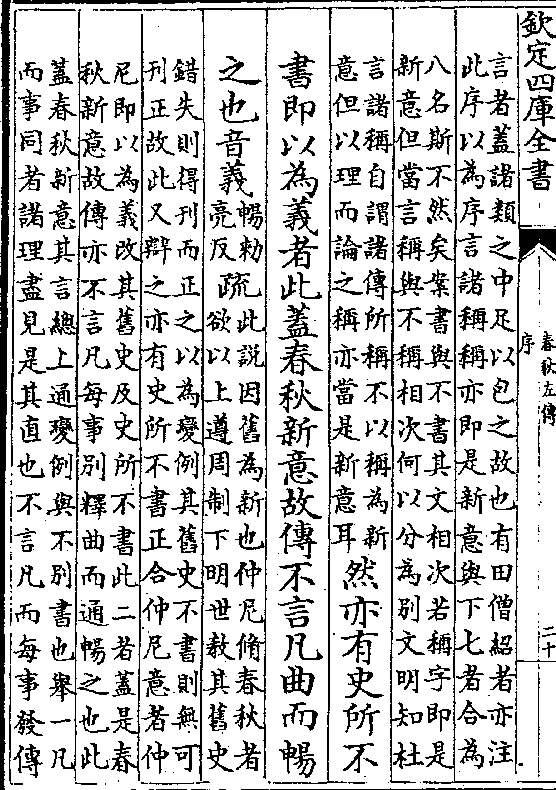 欽定四庫全書
春秋左傳
序
二十
言者蓋諸類之中足以包之故也有田僧紹者亦注
此序以為序言諸稱稱亦即是新意與下七者合為
八名斯不然矣案書與不書其文相次若稱字即是
新意但當言稱與不稱相次何以分為別文明知杜
言諸稱自謂諸傳所稱不以稱為新
意但以理而論之稱亦當是新意耳
然亦有史所不
書即以為義者此蓋春秋新意故傳不言凡曲而暢
之也音義
暢勑
亮反
疏
此說因舊為新也仲尼脩春秋者
欲以上遵周制下明世教其舊史
錯失則得刊而正之以為變例其舊史不書則無可
刊正故此又辯之亦有史所不書正合仲尼意者仲
尼即以為義改其舊史及史所不書此二者蓋是春
秋新意故傳亦不言凡每事別釋曲而通暢之也此
蓋春秋新意其言總上通變例與不別書也舉一凡
而事同者諸理盡見是其直也不言凡而每事發傳